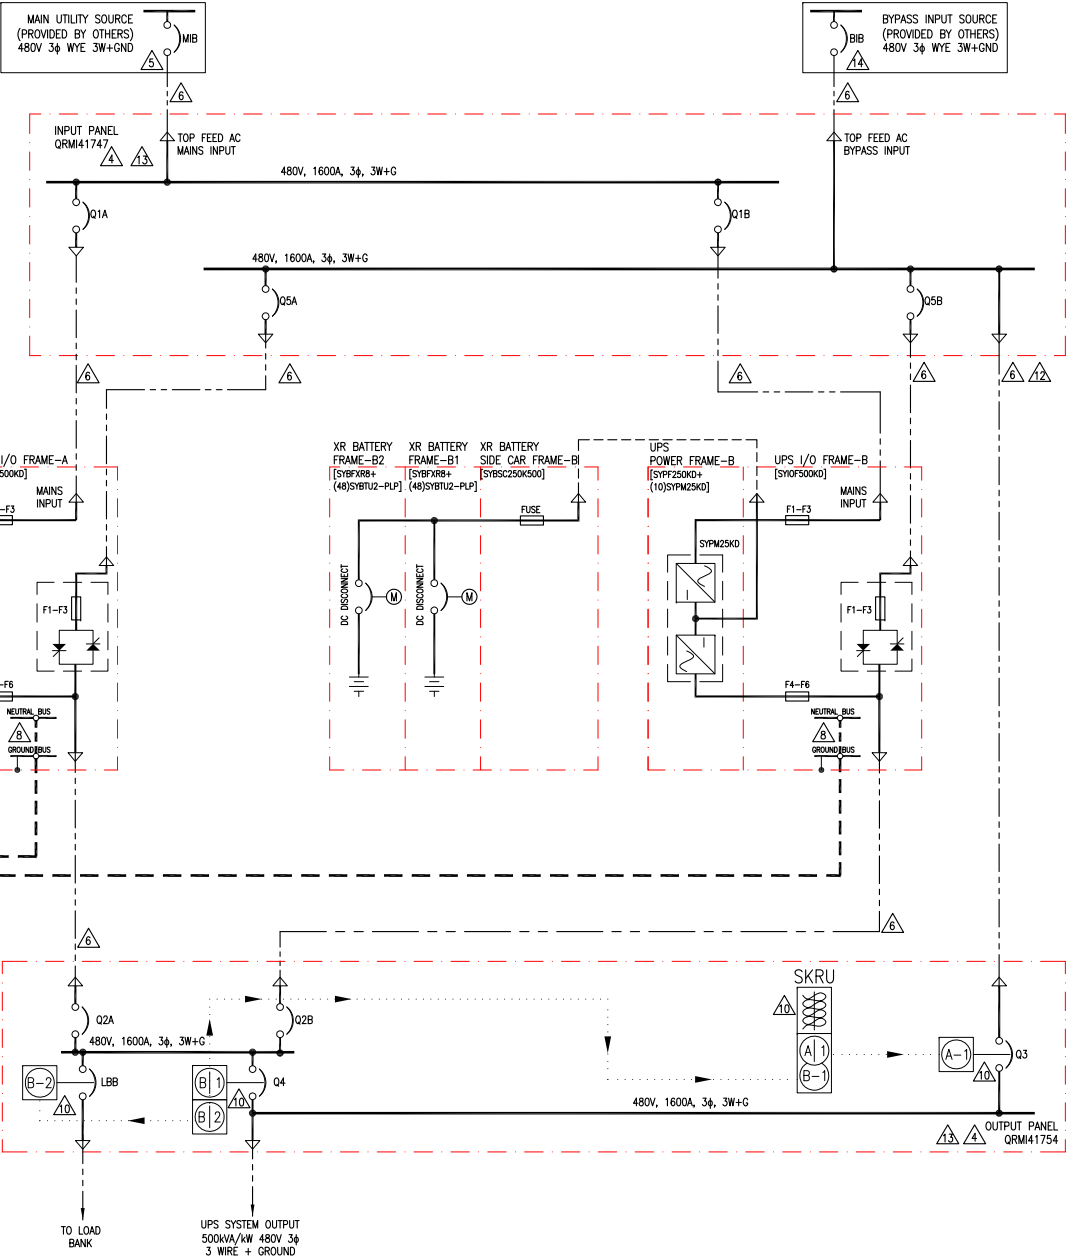 MAIN UTILITY SOURCE
(PROVIDED BY OTHERS)
480V 3ϕ WYE 3W+GND
MIB
5
6
BYPASS INPUT SOURCE
(PROVIDED BY OTHERS)
480V 3ϕ WYE 3W+GND
BIB
14
6
INPUT PANEL
QRMI41747
4
13
TOP FEED AC
MAINS INPUT
TOP FEED AC
BYPASS INPUT
480V, 1600A, 3ϕ, 3W+G
Q1A
Q1B
480V, 1600A, 3ϕ, 3W+G
Q5A
Q5B
6
6
6
6
6
12
I/O FRAME-A
500KD]
MAINS
INPUT
-F3
F1-F3
-F6
NEUTRAL BUS
8
GROUND BUS
XR BATTERY
FRAME-B2
[SYBFXR8+
(48)SYBTU2-PLP]
XR BATTERY
FRAME-B1
[SYBFXR8+
(48)SYBTU2-PLP]
XR BATTERY
SIDE CAR FRAME-B
[SYBSC250K500]
FUSE
DC DISCONNECT
M
DC DISCONNECT
M
UPS
POWER FRAME-B
[SYPF250KD+
(10)SYPM25KD]
SYPM25KD
UPS I/O FRAME-B
[SYIOF500KD]
MAINS
INPUT
F1-F3
F1-F3
F4-F6
NEUTRAL BUS
8
GROUND BUS
6
6
Q2A
Q2B
480V, 1600A, 3ϕ, 3W+G
B-2
LBB
10
B 1
B 2
Q4
10
SKRU
10
A 1
B-1
A-1
Q3
10
480V, 1600A, 3ϕ, 3W+G
13
4
OUTPUT PANEL
QRMI41754
TO LOAD
BANK
UPS SYSTEM OUTPUT
500kVA/kW 480V 3ϕ
3 WIRE + GROUND